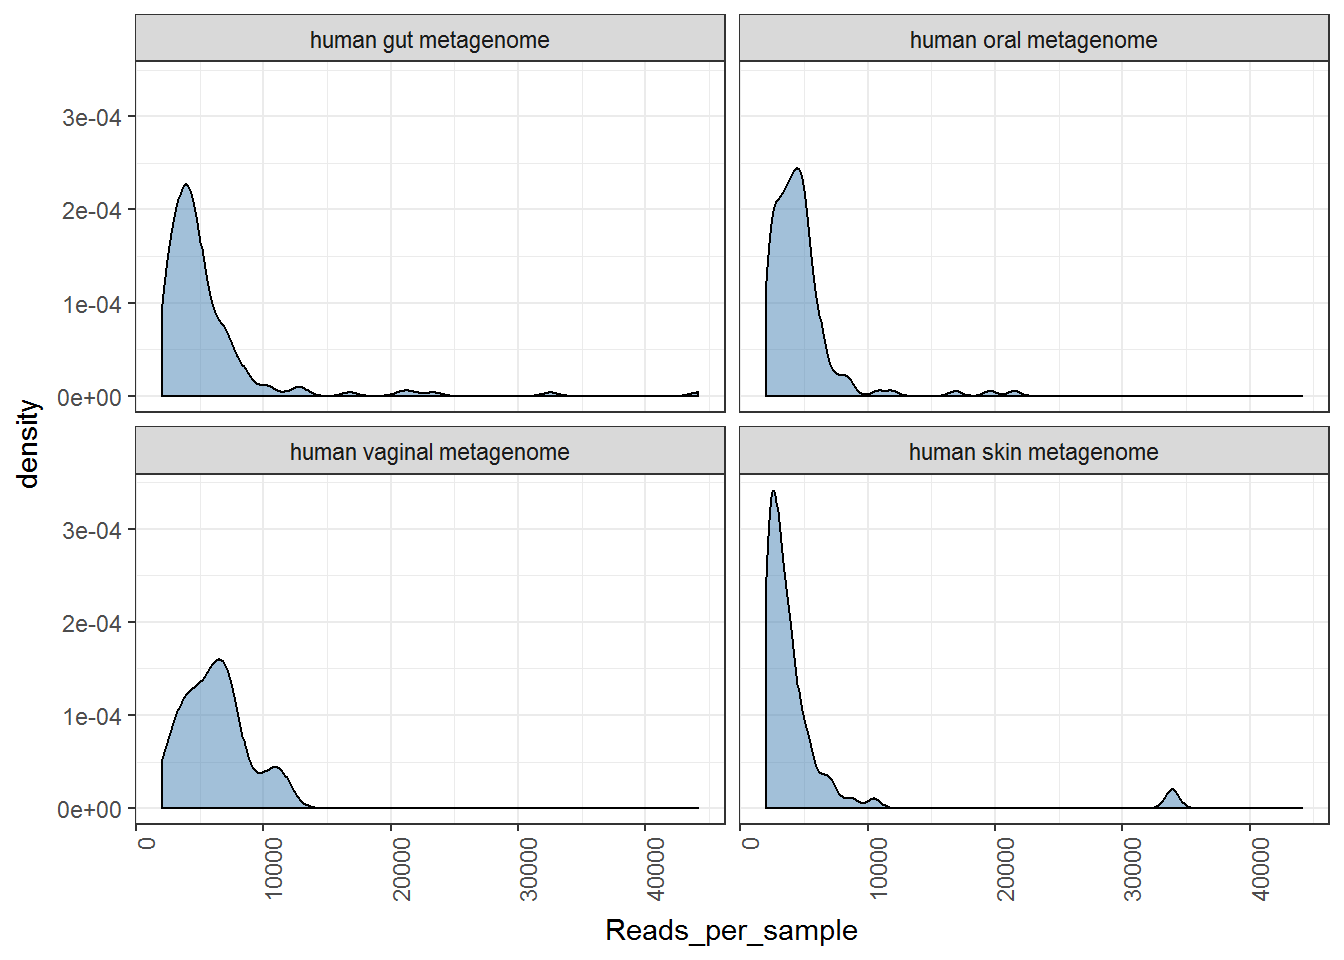 human gut metagenome
human oral metagenome
3e-04
2e-04
1e-04
0e+00
human vaginal metagenome
human skin metagenome
3e-04
2e-04
1e-04
0e+00
density
0
10000
20000
30000
40000
0
10000
20000
30000
40000
Reads_per_sample